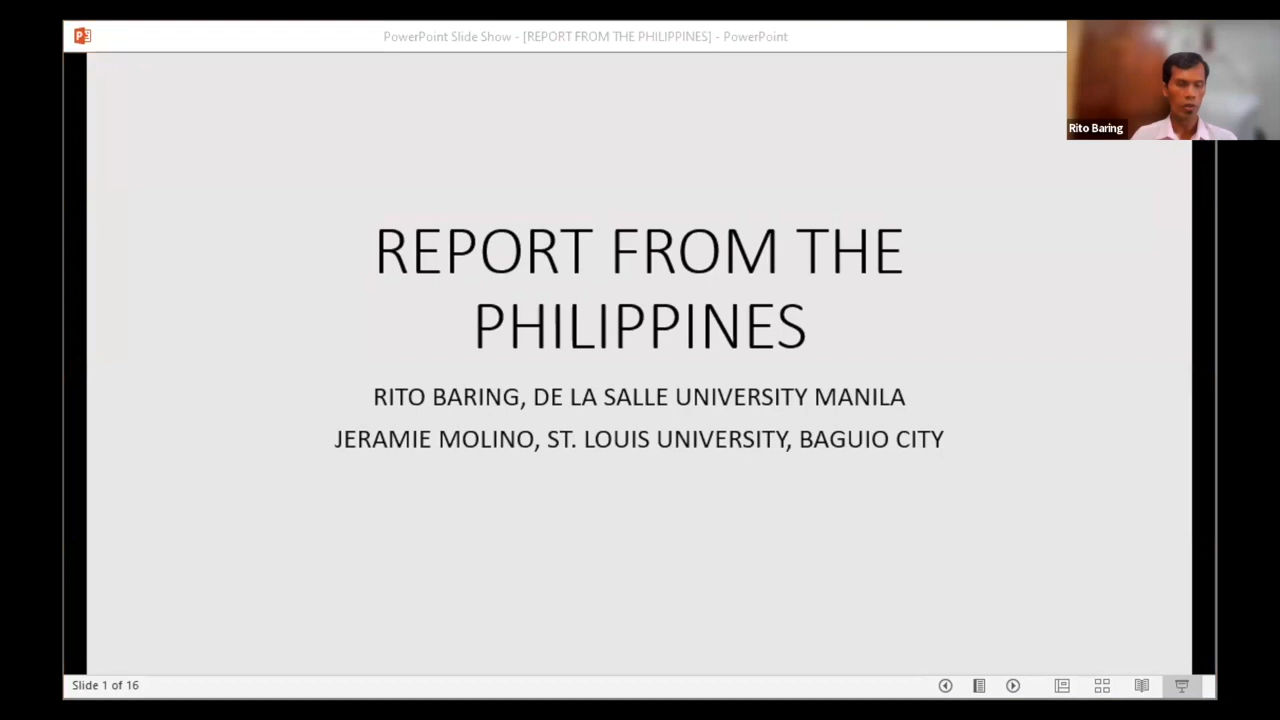 PowerPoint Slide Show - [REPORT FROM THE PHILIPPINES] - PowerPoint
Rito Baring
REPORT FROM THE
PHILIPPINES
RITO BARING, DE LA SALLE UNIVERSITY MANILA
JERAMIE MOLINO, ST. LOUIS UNIVERSITY, BAGUIO CITY
Slide 1 of 16